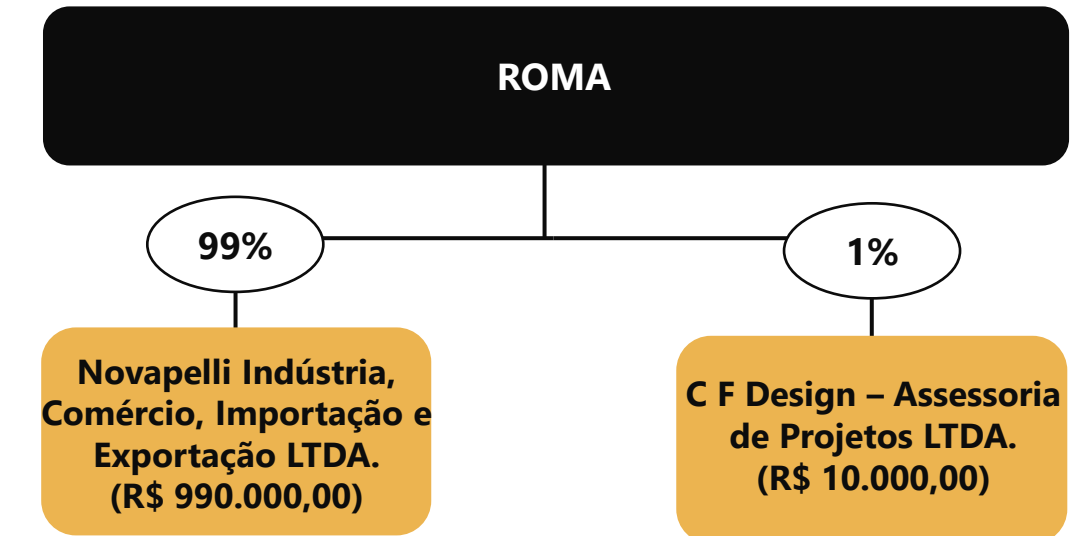 ROMA
99%
1%
Novapelli Indústria,
Comércio, Importação e
Exportação LTDA.
(R$ 990.000,00)
C F Design – Assessoria
de Projetos LTDA.
(R$ 10.000,00)